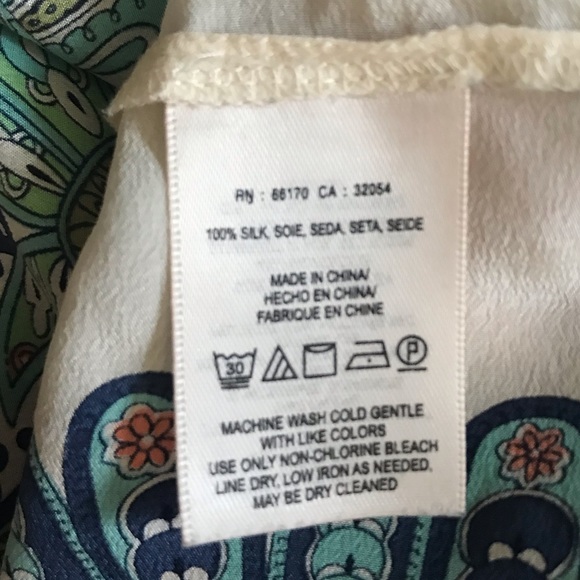 RN : 66170 CA : 32054
100% SILK, SOIE, SEDA, SETA, SEIDE
MADE IN CHINA/
HECHO EN CHINA/
FABRIQUE EN CHINE
30 P
MACHINE WASH COLD GENTLE
WITH LIKE COLORS
USE ONLY NON-CHLORINE BLEACH
LINE DRY, LOW IRON AS NEEDED,
MAY BE DRY CLEANED